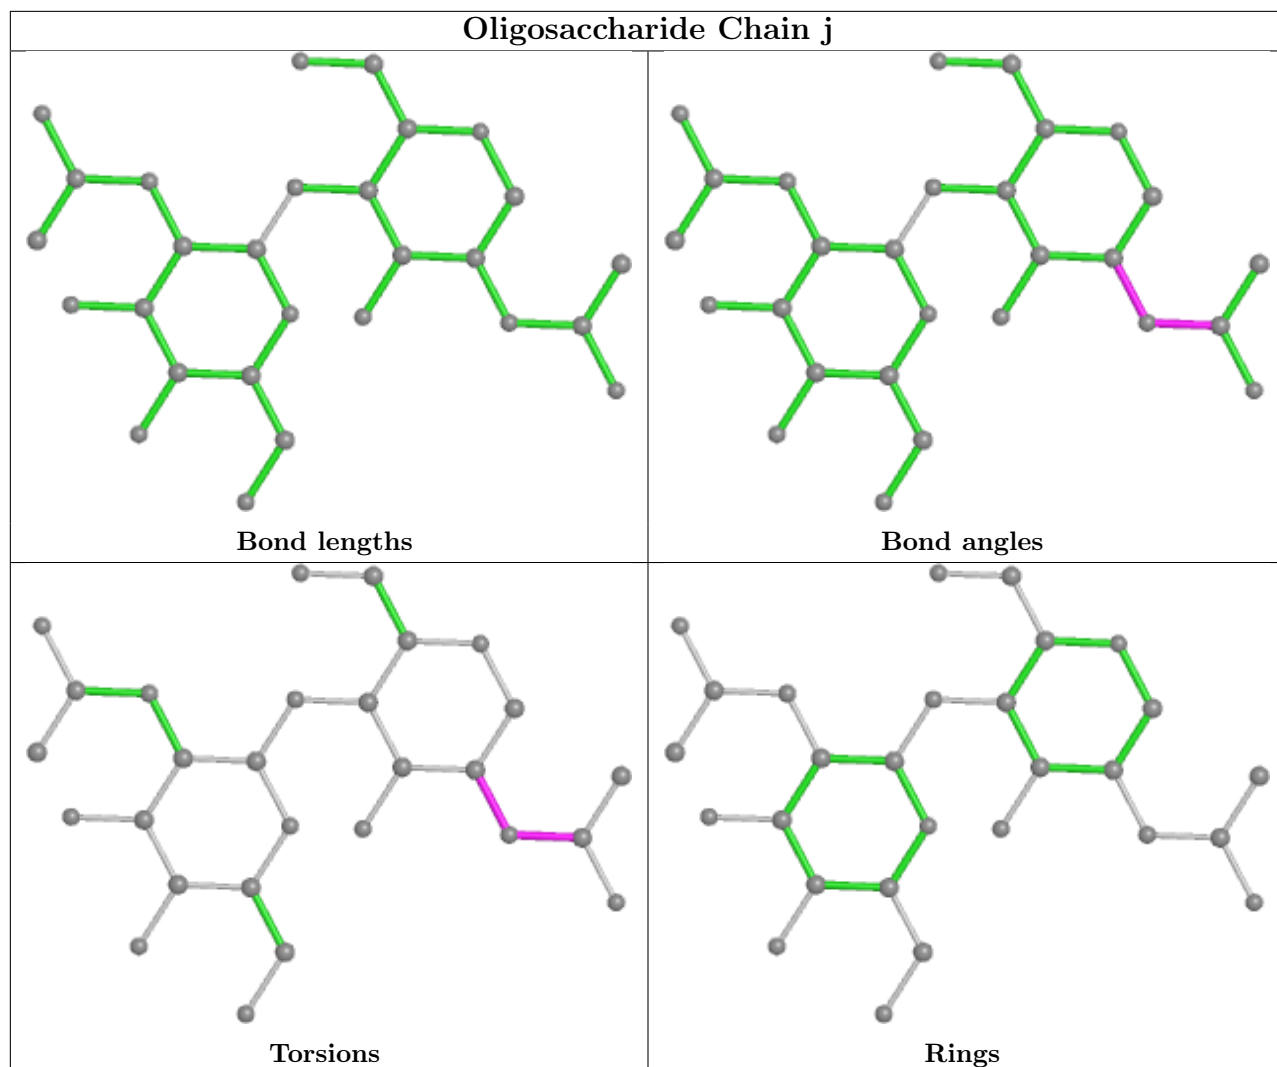 Oligosaccharide Chain j
Bond lengths
Bond angles
Torsions
Rings